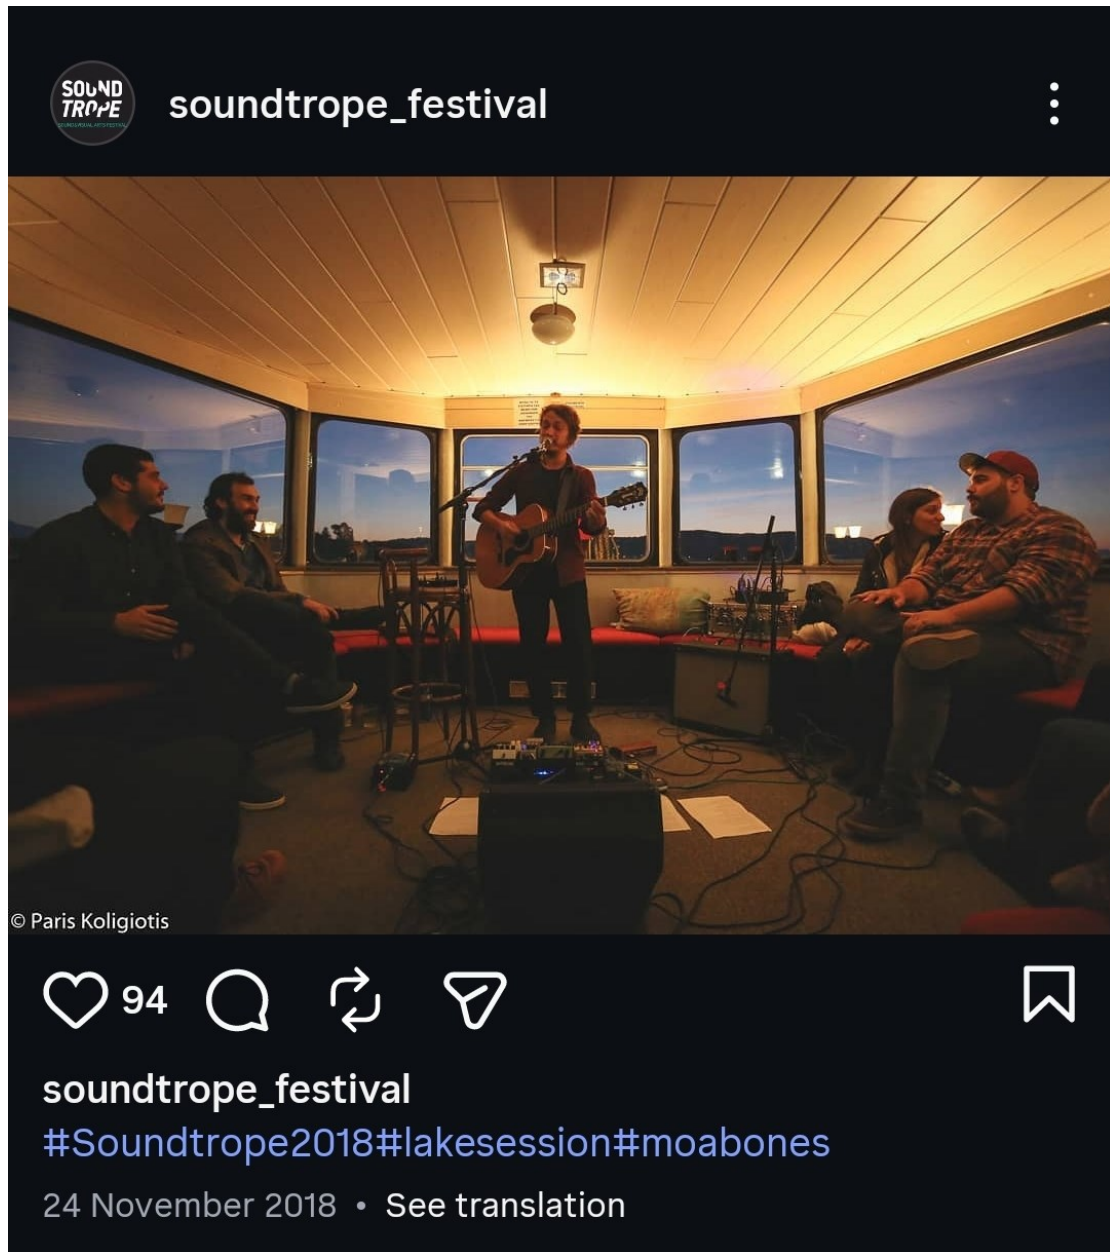 SOUND
TROPE
soundtrope_festival
© Paris Koligiotis
94
soundtrope_festival
#Soundtrope2018#lakesession#moabones
24 November 2018 • See translation